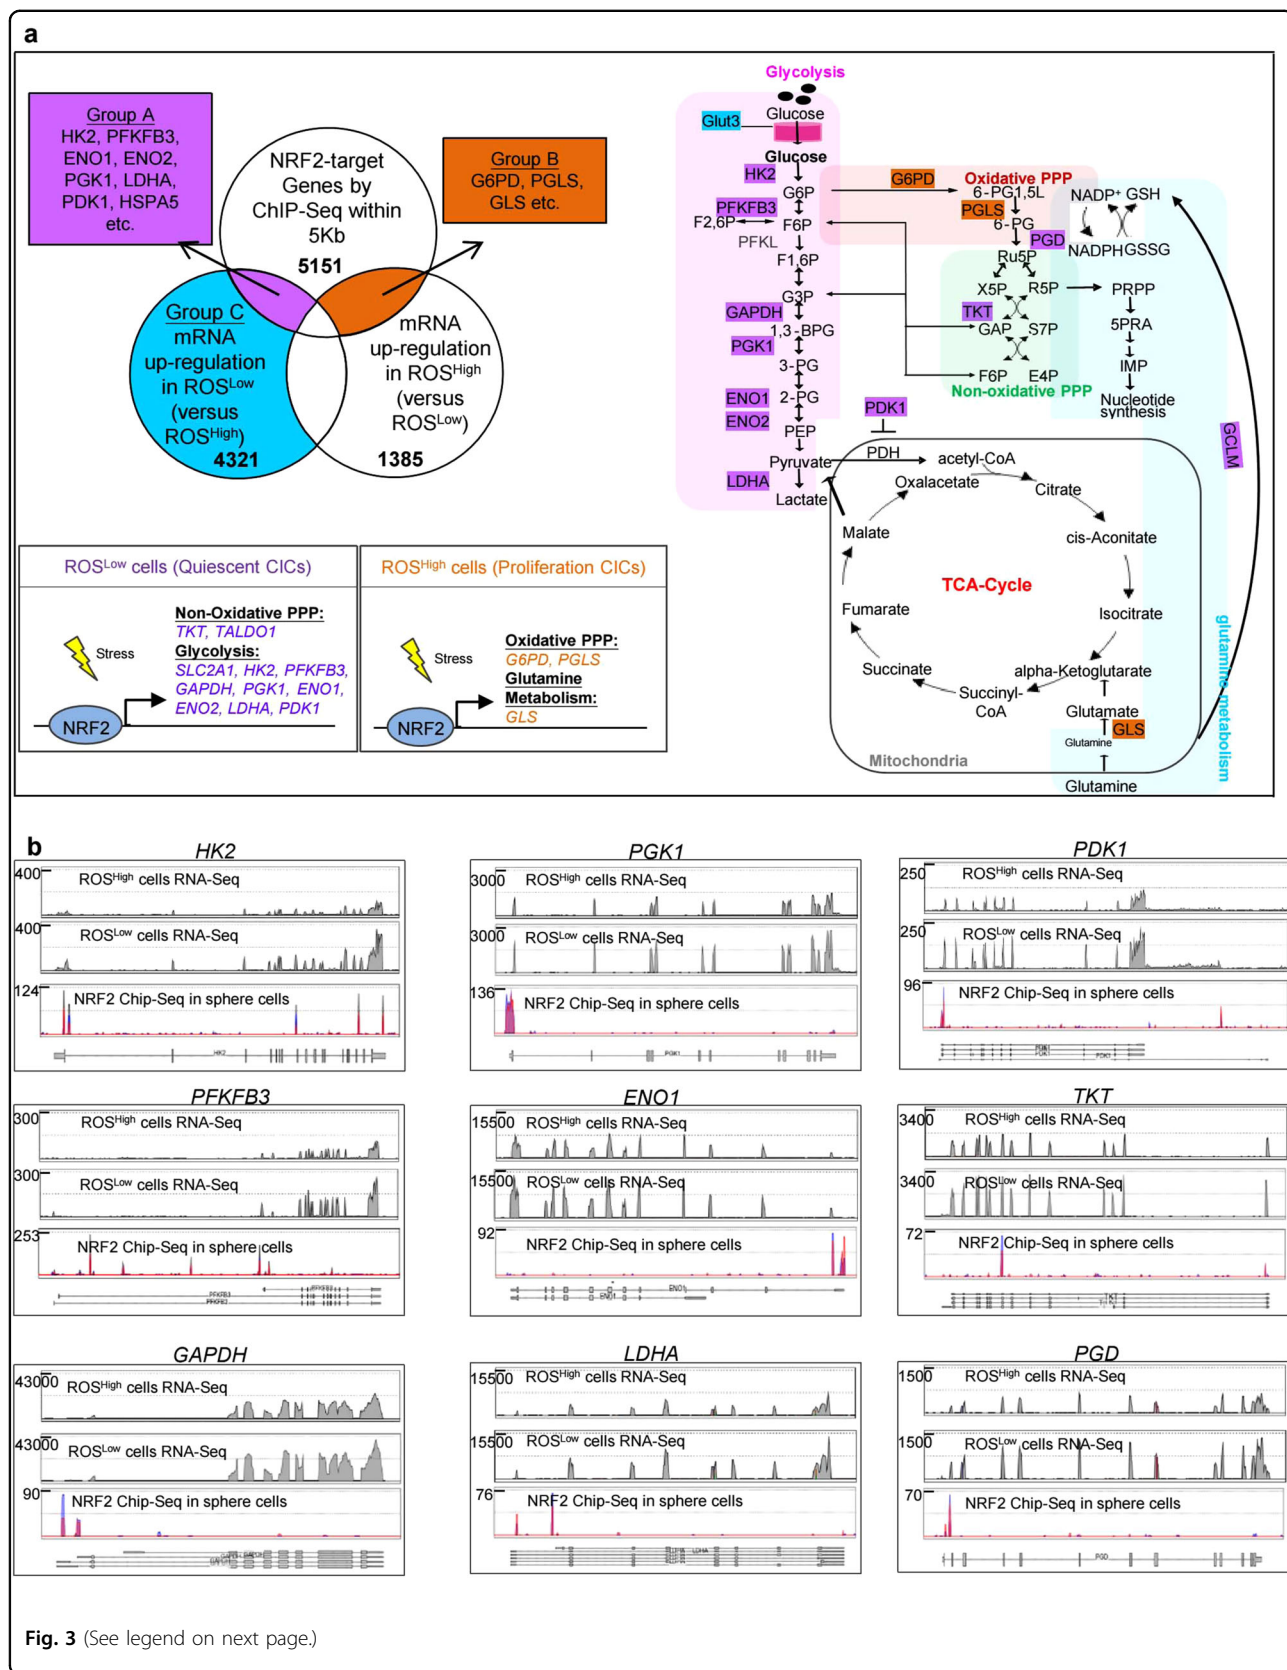 a
Group A
HK2, PFKFB3,
ENO1, ENO2,
PGK1, LDHA,
PDK1, HSPA5
etc.
NRF2-target
Genes by
ChIP-Seq within
5Kb
5151
Group B
G6PD, PGLS,
GLS etc.
Group C
mRNA
up-regulation
in ROSLow
(versus
ROSHigh)
4321
mRNA
up-regulation
in ROSHigh
(versus
ROSLow)
1385
ROSLow cells (Quiescent CICs)
Stress
NRF2
Non-Oxidative PPP:
TKT, TALDO1
Glycolysis:
SLC2A1, HK2, PFKFB3,
GAPDH, PGK1, ENO1,
ENO2, LDHA, PDK1
ROSHigh cells (Proliferation CICs)
Stress
NRF2
Oxidative PPP:
G6PD, PGLS
Glutamine
Metabolism:
GLS
Glycolysis
Glucose
Glut3
Glucose
HK2
G6P
PFKFB3
F2,6P
F6P
PFKL
F1,6P
G3P
GAPDH
1,3-BPG
PGK1
3-PG
ENO1
2-PG
ENO2
PEP
Pyruvate
LDHA
Lactate
G6PD
Oxidative PPP
6-PG1,5L
PGLS
6-PG
PGD
Ru5P
X5P
R5P
TKT
GAP
S7P
F6P
E4P
Non-oxidative PPP
NADP+ GSH
NADPH GSSG
PRPP
5PRA
IMP
Nucleotide
synthesis
GCLM
PDK1
PDH
acetyl-CoA
Oxalacetate
Citrate
cis-Aconitate
Isocitrate
alpha-Ketoglutarate
Succinyl-
CoA
Succinate
Fumarate
Malate
TCA-Cycle
Glutamate
GLS
Glutamine
Mitochondria
Glutamine
glutamine metabolism
b
HK2
400
ROSHigh cells RNA-Seq
400
ROSLow cells RNA-Seq
124
NRF2 Chip-Seq in sphere cells
HK2
PGK1
3000
ROSHigh cells RNA-Seq
3000
ROSLow cells RNA-Seq
136
NRF2 Chip-Seq in sphere cells
PGK1
PDK1
250
ROSHigh cells RNA-Seq
250
ROSLow cells RNA-Seq
96
NRF2 Chip-Seq in sphere cells
PDK1
PDK1
PDK1
PFKFB3
300
ROSHigh cells RNA-Seq
300
ROSLow cells RNA-Seq
253
NRF2 Chip-Seq in sphere cells
PFKFB3
PFKFB3
PFKFB3
ENO1
15500
ROSHigh cells RNA-Seq
15500
ROSLow cells RNA-Seq
92
NRF2 Chip-Seq in sphere cells
ENO1
ENO1
TKT
3400
ROSHigh cells RNA-Seq
3400
ROSLow cells RNA-Seq
72
NRF2 Chip-Seq in sphere cells
TKT
GAPDH
43000
ROSHigh cells RNA-Seq
43000
ROSLow cells RNA-Seq
90
NRF2 Chip-Seq in sphere cells
GAPDH
LDHA
15500
ROSHigh cells RNA-Seq
15500
ROSLow cells RNA-Seq
76
NRF2 Chip-Seq in sphere cells
LDHA
PGD
1500
ROSHigh cells RNA-Seq
1500
ROSLow cells RNA-Seq
70
NRF2 Chip-Seq in sphere cells
PGD
Fig. 3 (See legend on next page.)